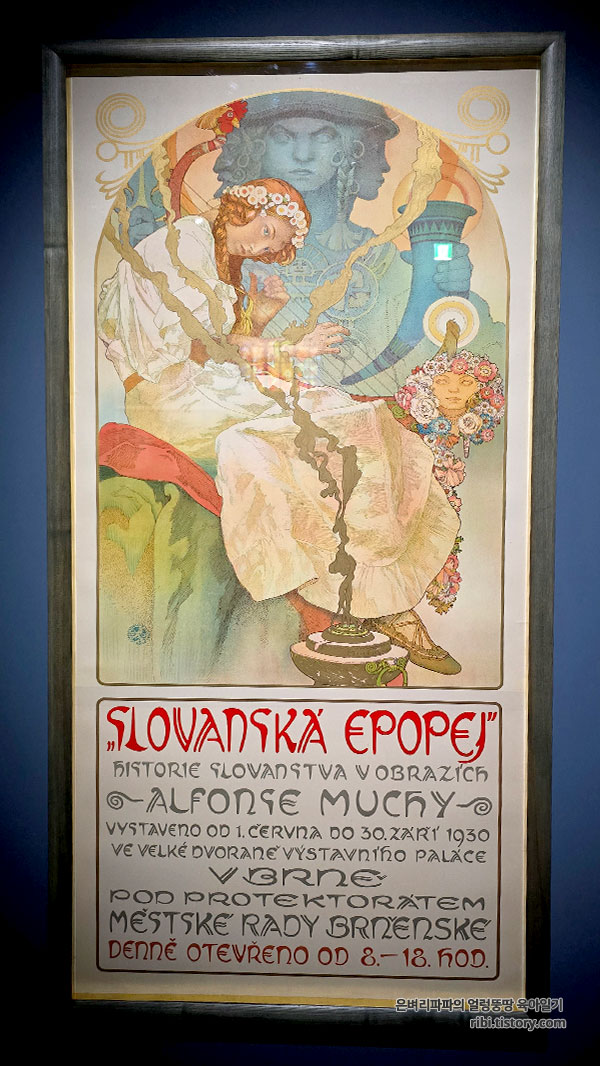 „SLOVANSKÁ EPOPEJ"
HISTORIE SLOVANSTVA V OBRAZÍCH
ALFONSE MUCHY
VYSTAVENO OD 1. ČERVNA DO 30. ZÁŘÍ 1930
VE VELKÉ DVORANĚ VÝSTAVNÍHO PALÁCE
V BRNĚ
POD PROTEKTORÁTEM
MĚSTSKÉ RADY BRNĚNSKÉ
DENNĚ OTEVŘENO OD 8.–18. HOD.
은벼리파파의 얼렁뚱땅 육아일기
ribi.tistory.com